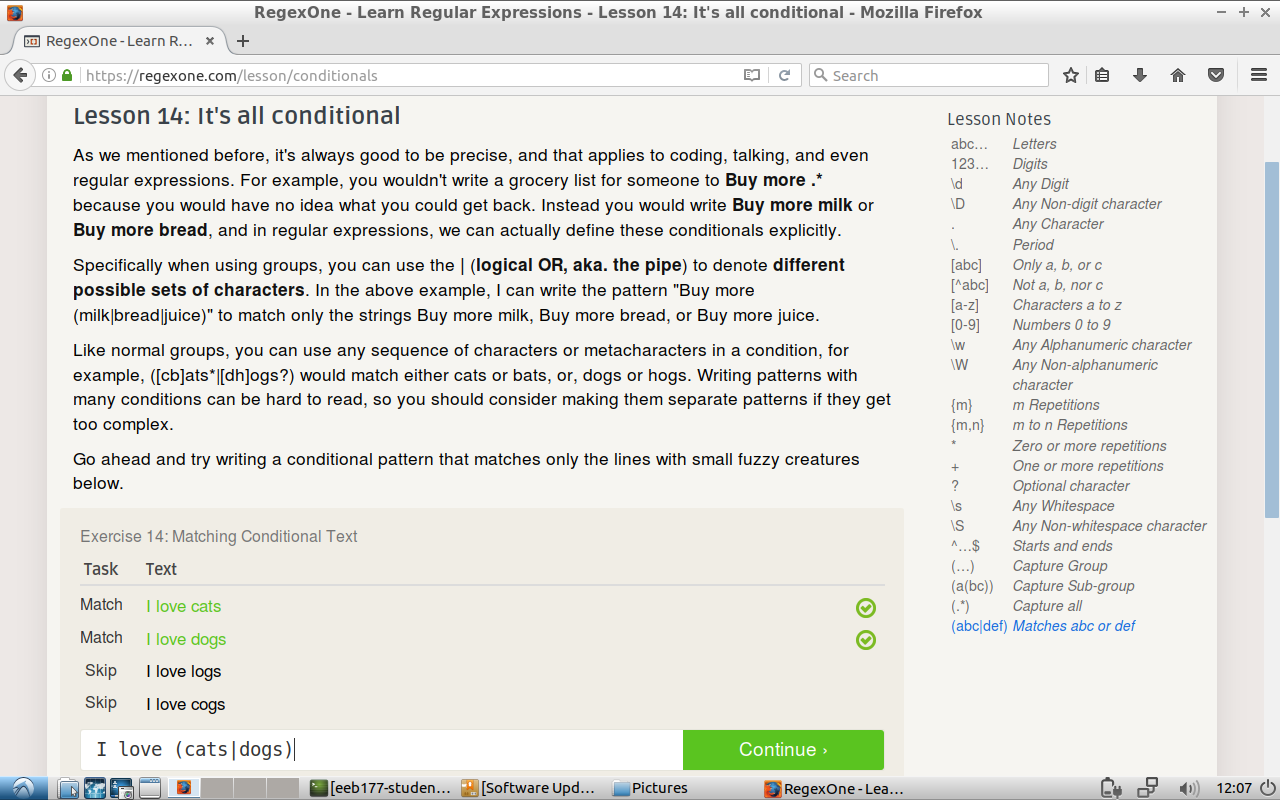 RegexOne - Learn Regular Expressions - Lesson 14: It's all conditional - Mozilla Firefox
RegexOne - Learn R...
https://regexone.com/lesson/conditionals
Search
Lesson 14: It's all conditional
As we mentioned before, it's always good to be precise, and that applies to coding, talking, and even
regular expressions. For example, you wouldn't write a grocery list for someone to Buy more .*
because you would have no idea what you could get back. Instead you would write Buy more milk or
Buy more bread, and in regular expressions, we can actually define these conditionals explicitly.
Specifically when using groups, you can use the | (logical OR, aka. the pipe) to denote different
possible sets of characters. In the above example, I can write the pattern "Buy more
(milk|bread|juice)" to match only the strings Buy more milk, Buy more bread, or Buy more juice.
Like normal groups, you can use any sequence of characters or metacharacters in a condition, for
example, ([cb]ats*|[dh]ogs?) would match either cats or bats, or, dogs or hogs. Writing patterns with
many conditions can be hard to read, so you should consider making them separate patterns if they get
too complex.
Go ahead and try writing a conditional pattern that matches only the lines with small fuzzy creatures
below.
Exercise 14: Matching Conditional Text
Task Text
Match I love cats
Match I love dogs
Skip I love logs
Skip I love cogs
I love (cats|dogs)
Continue ›
Lesson Notes
abc… Letters
123… Digits
\d Any Digit
\D Any Non-digit character
. Any Character
\. Period
[abc] Only a, b, or c
[^abc] Not a, b, nor c
[a-z] Characters a to z
[0-9] Numbers 0 to 9
\w Any Alphanumeric character
\W Any Non-alphanumeric
character
{m} m Repetitions
{m,n} m to n Repetitions
* Zero or more repetitions
+ One or more repetitions
? Optional character
\s Any Whitespace
\S Any Non-whitespace character
^…$ Starts and ends
(…) Capture Group
(a(bc)) Capture Sub-group
(.*) Capture all
(abc|def) Matches abc or def
[eeb177-studen...
[Software Upd...
Pictures
RegexOne - Lea...
12:07